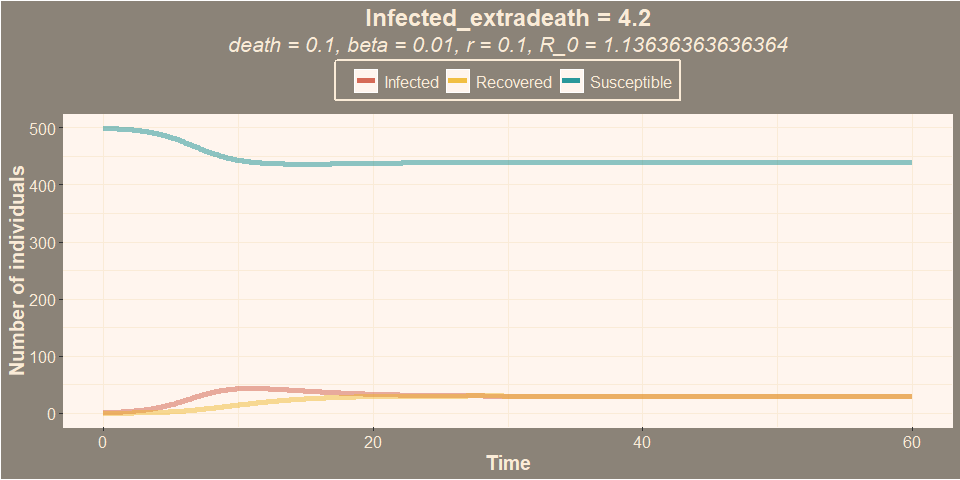 Infected_extradeath = 4.2
death = 0.1, beta = 0.01, r = 0.1, R_0 = 1.13636363636364
Infected Recovered Susceptible
Number of individuals
500
400
300
200
100
0
0 20 40 60
Time